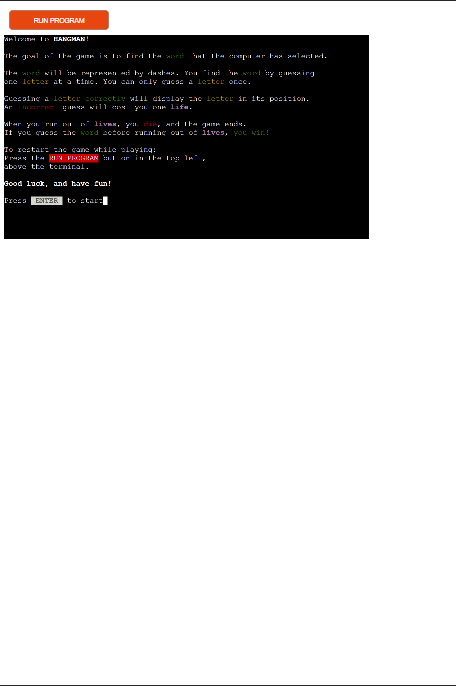 RUN PROGRAM
Welcome to HANGMAN!
The goal of the game is to find the word that the computer has selected.
The word will be represented by dashes. You find the word by guessing
one letter at a time. You can only guess a letter once.
Guessing a letter correctly will display the letter in its position.
An incorrect guess will cost you one life.
When you run out of lives, you die, and the game ends.
If you guess the word before running out of lives, you win!
To restart the game while playing:
Press the RUN PROGRAM button in the top left,
above the terminal.
Good luck, and have fun!
Press ENTER to start